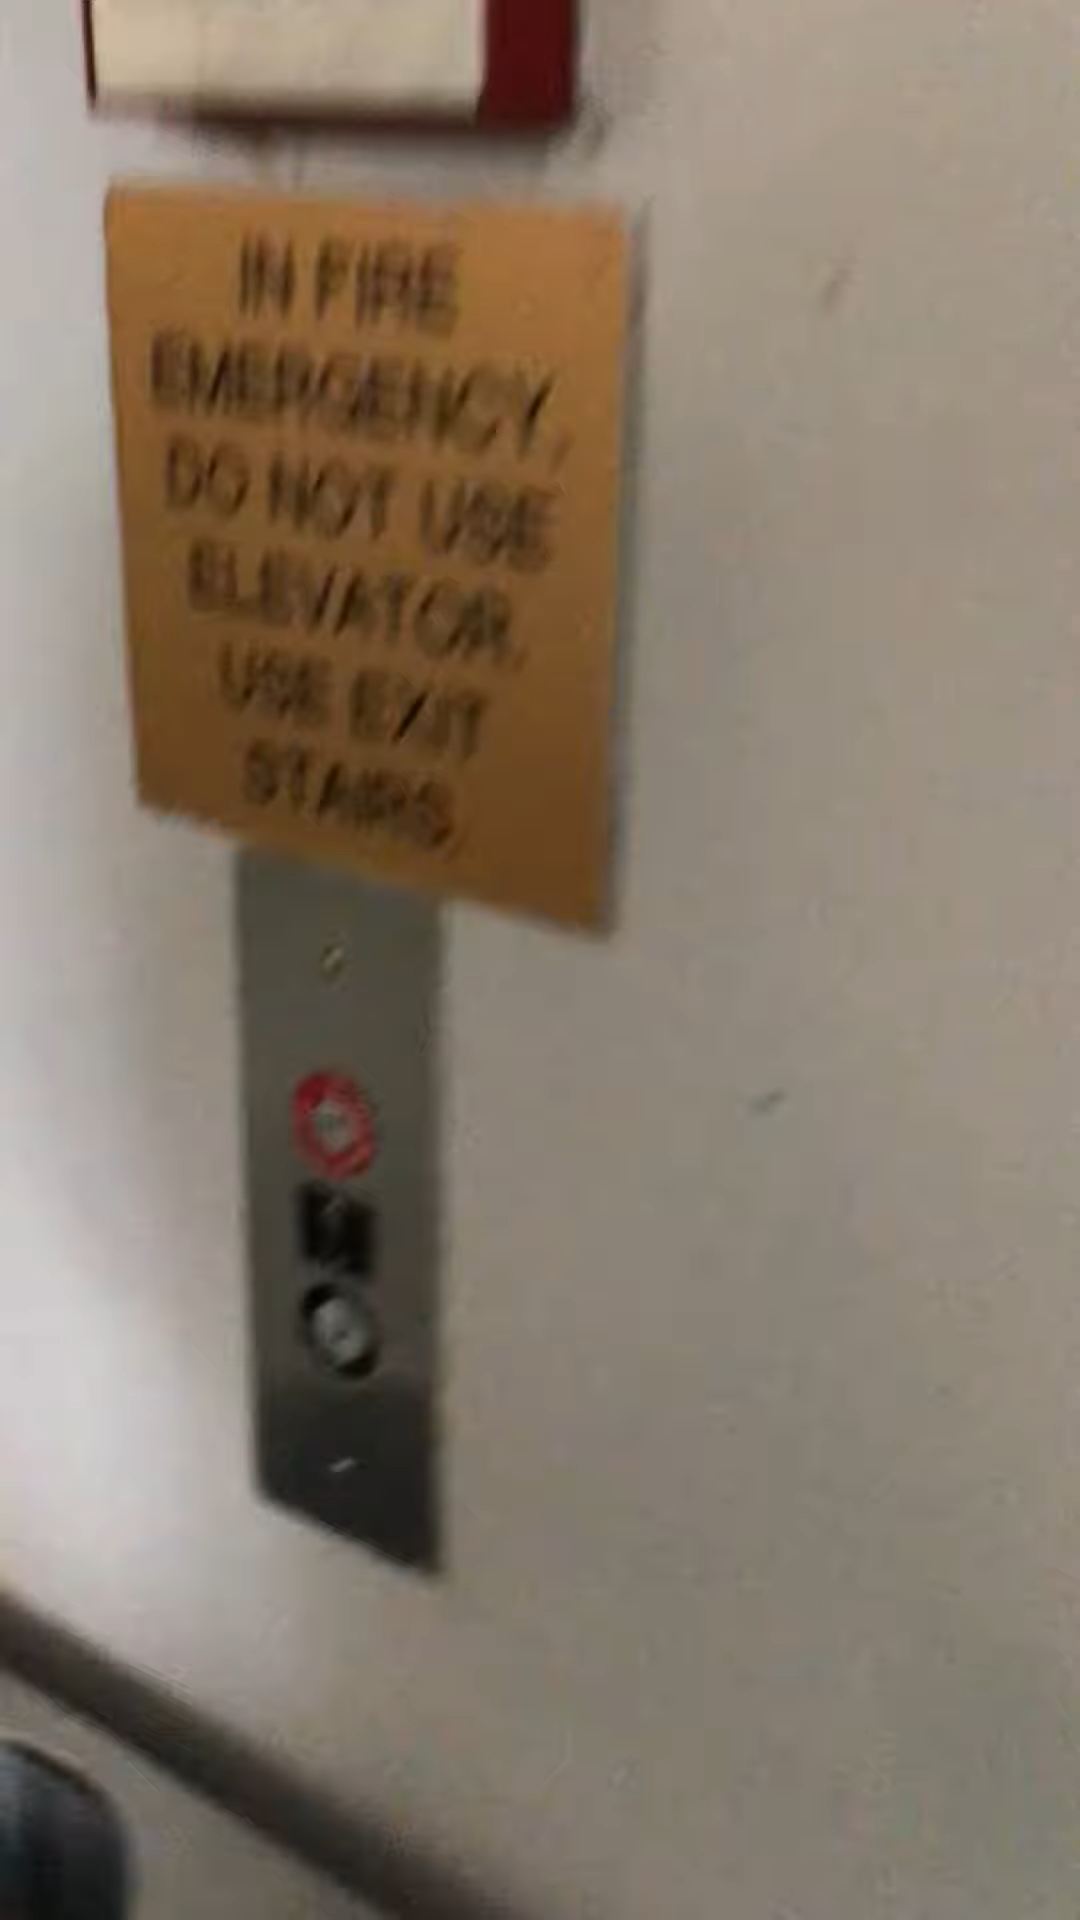 IN FIRE
EMERGENCY,
DO NOT USE
ELEVATOR.
USE EXIT
STAIRS.